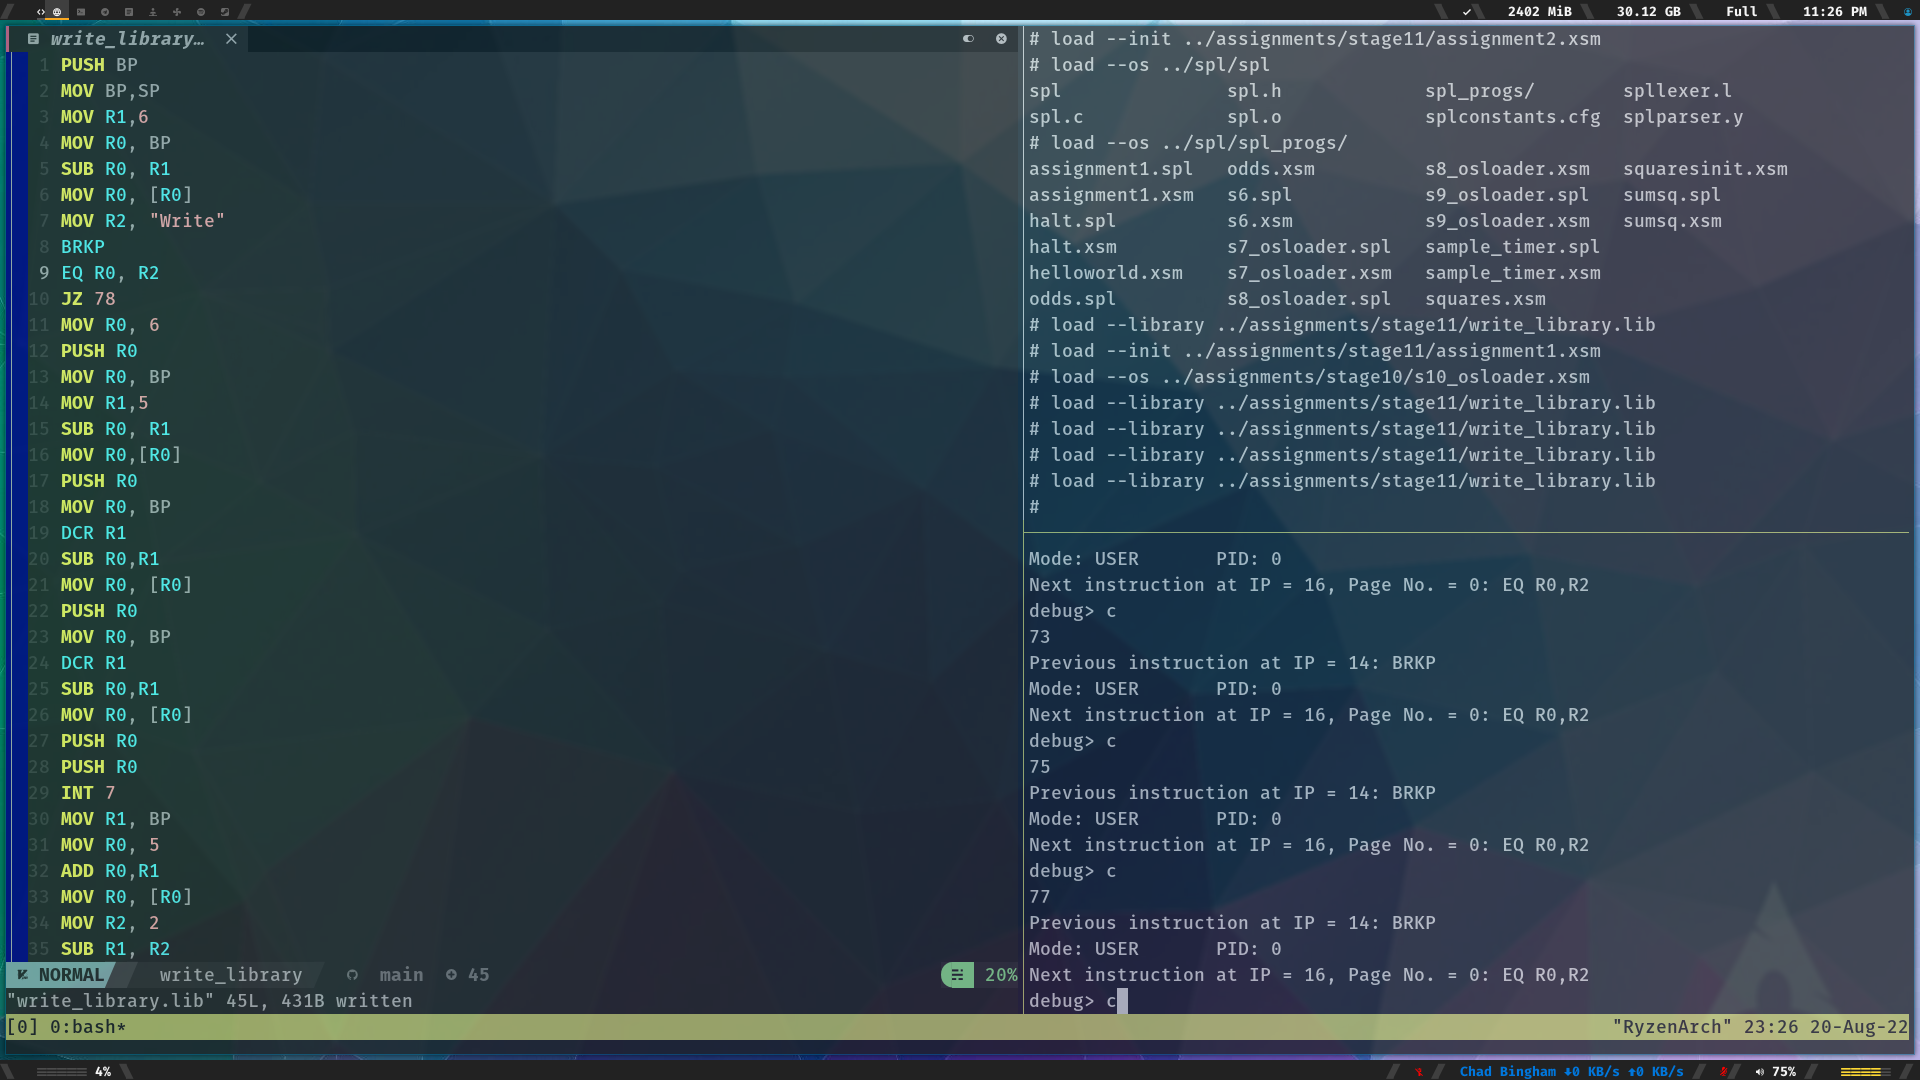 2402 MiB 30.12 GB Full 11:26 PM
write_library…
1 PUSH BP
2 MOV BP,SP
3 MOV R1,6
4 MOV R0, BP
5 SUB R0, R1
6 MOV R0, [R0]
7 MOV R2, "Write"
8 BRKP
9 EQ R0, R2
10 JZ 78
11 MOV R0, 6
12 PUSH R0
13 MOV R0, BP
14 MOV R1,5
15 SUB R0, R1
16 MOV R0,[R0]
17 PUSH R0
18 MOV R0, BP
19 DCR R1
20 SUB R0,R1
21 MOV R0, [R0]
22 PUSH R0
23 MOV R0, BP
24 DCR R1
25 SUB R0,R1
26 MOV R0, [R0]
27 PUSH R0
28 PUSH R0
29 INT 7
30 MOV R1, BP
31 MOV R0, 5
32 ADD R0,R1
33 MOV R0, [R0]
34 MOV R2, 2
35 SUB R1, R2
NORMAL write_library main 45 20%
"write_library.lib" 45L, 431B written
# load --init ../assignments/stage11/assignment2.xsm
# load --os ../spl/spl
spl spl.h spl_progs/ spllexer.l
spl.c spl.o splconstants.cfg splparser.y
# load --os ../spl/spl_progs/
assignment1.spl odds.xsm s8_osloader.xsm squaresinit.xsm
assignment1.xsm s6.spl s9_osloader.spl sumsq.spl
halt.spl s6.xsm s9_osloader.xsm sumsq.xsm
halt.xsm s7_osloader.spl sample_timer.spl
helloworld.xsm s7_osloader.xsm sample_timer.xsm
odds.spl s8_osloader.spl squares.xsm
# load --library ../assignments/stage11/write_library.lib
# load --init ../assignments/stage11/assignment1.xsm
# load --os ../assignments/stage10/s10_osloader.xsm
# load --library ../assignments/stage11/write_library.lib
# load --library ../assignments/stage11/write_library.lib
# load --library ../assignments/stage11/write_library.lib
# load --library ../assignments/stage11/write_library.lib
#
Mode: USER PID: 0
Next instruction at IP = 16, Page No. = 0: EQ R0,R2
debug> c
73
Previous instruction at IP = 14: BRKP
Mode: USER PID: 0
Next instruction at IP = 16, Page No. = 0: EQ R0,R2
debug> c
75
Previous instruction at IP = 14: BRKP
Mode: USER PID: 0
Next instruction at IP = 16, Page No. = 0: EQ R0,R2
debug> c
77
Previous instruction at IP = 14: BRKP
Mode: USER PID: 0
Next instruction at IP = 16, Page No. = 0: EQ R0,R2
debug> c
[0] 0:bash* "RyzenArch" 23:26 20-Aug-22
4% Chad Bingham 0 KB/s 0 KB/s 75%